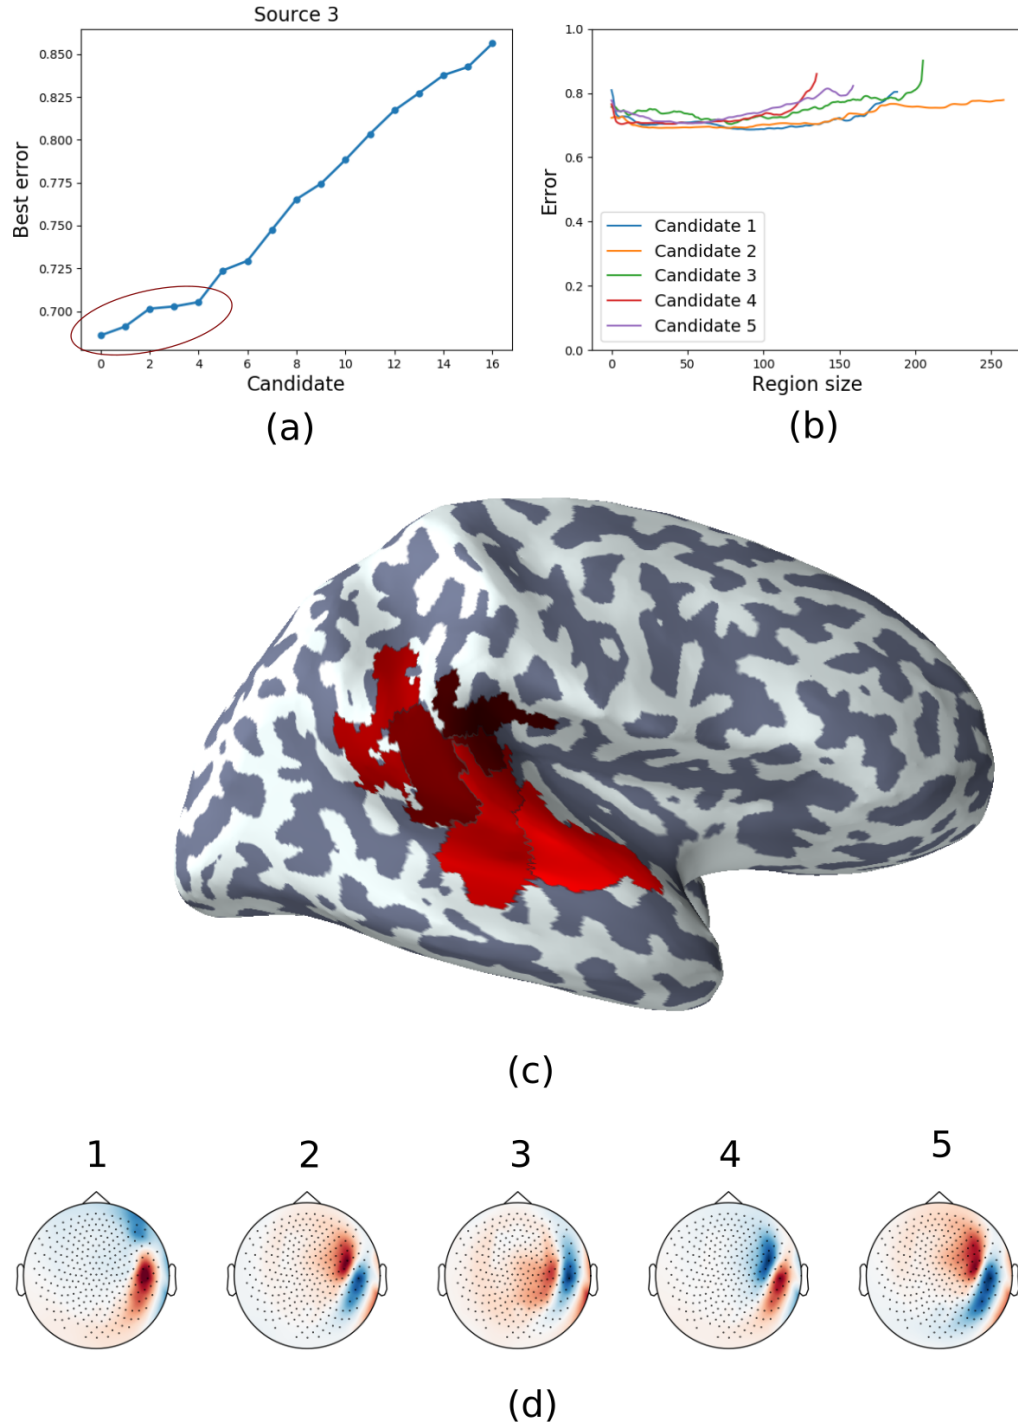 Source 3
0.850
0.825
0.800
0.775
0.750
0.725
0.700
Best error
0 2 4 6 8 10 12 14 16
Candidate
(a)
1.0
0.8
0.6
0.4
0.2
0.0
Error
Candidate 1
Candidate 2
Candidate 3
Candidate 4
Candidate 5
0 50 100 150 200 250
Region size
(b)
(c)
1 2 3 4 5
(d)